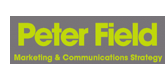 Peter Field
Marketing & Communications Strategy